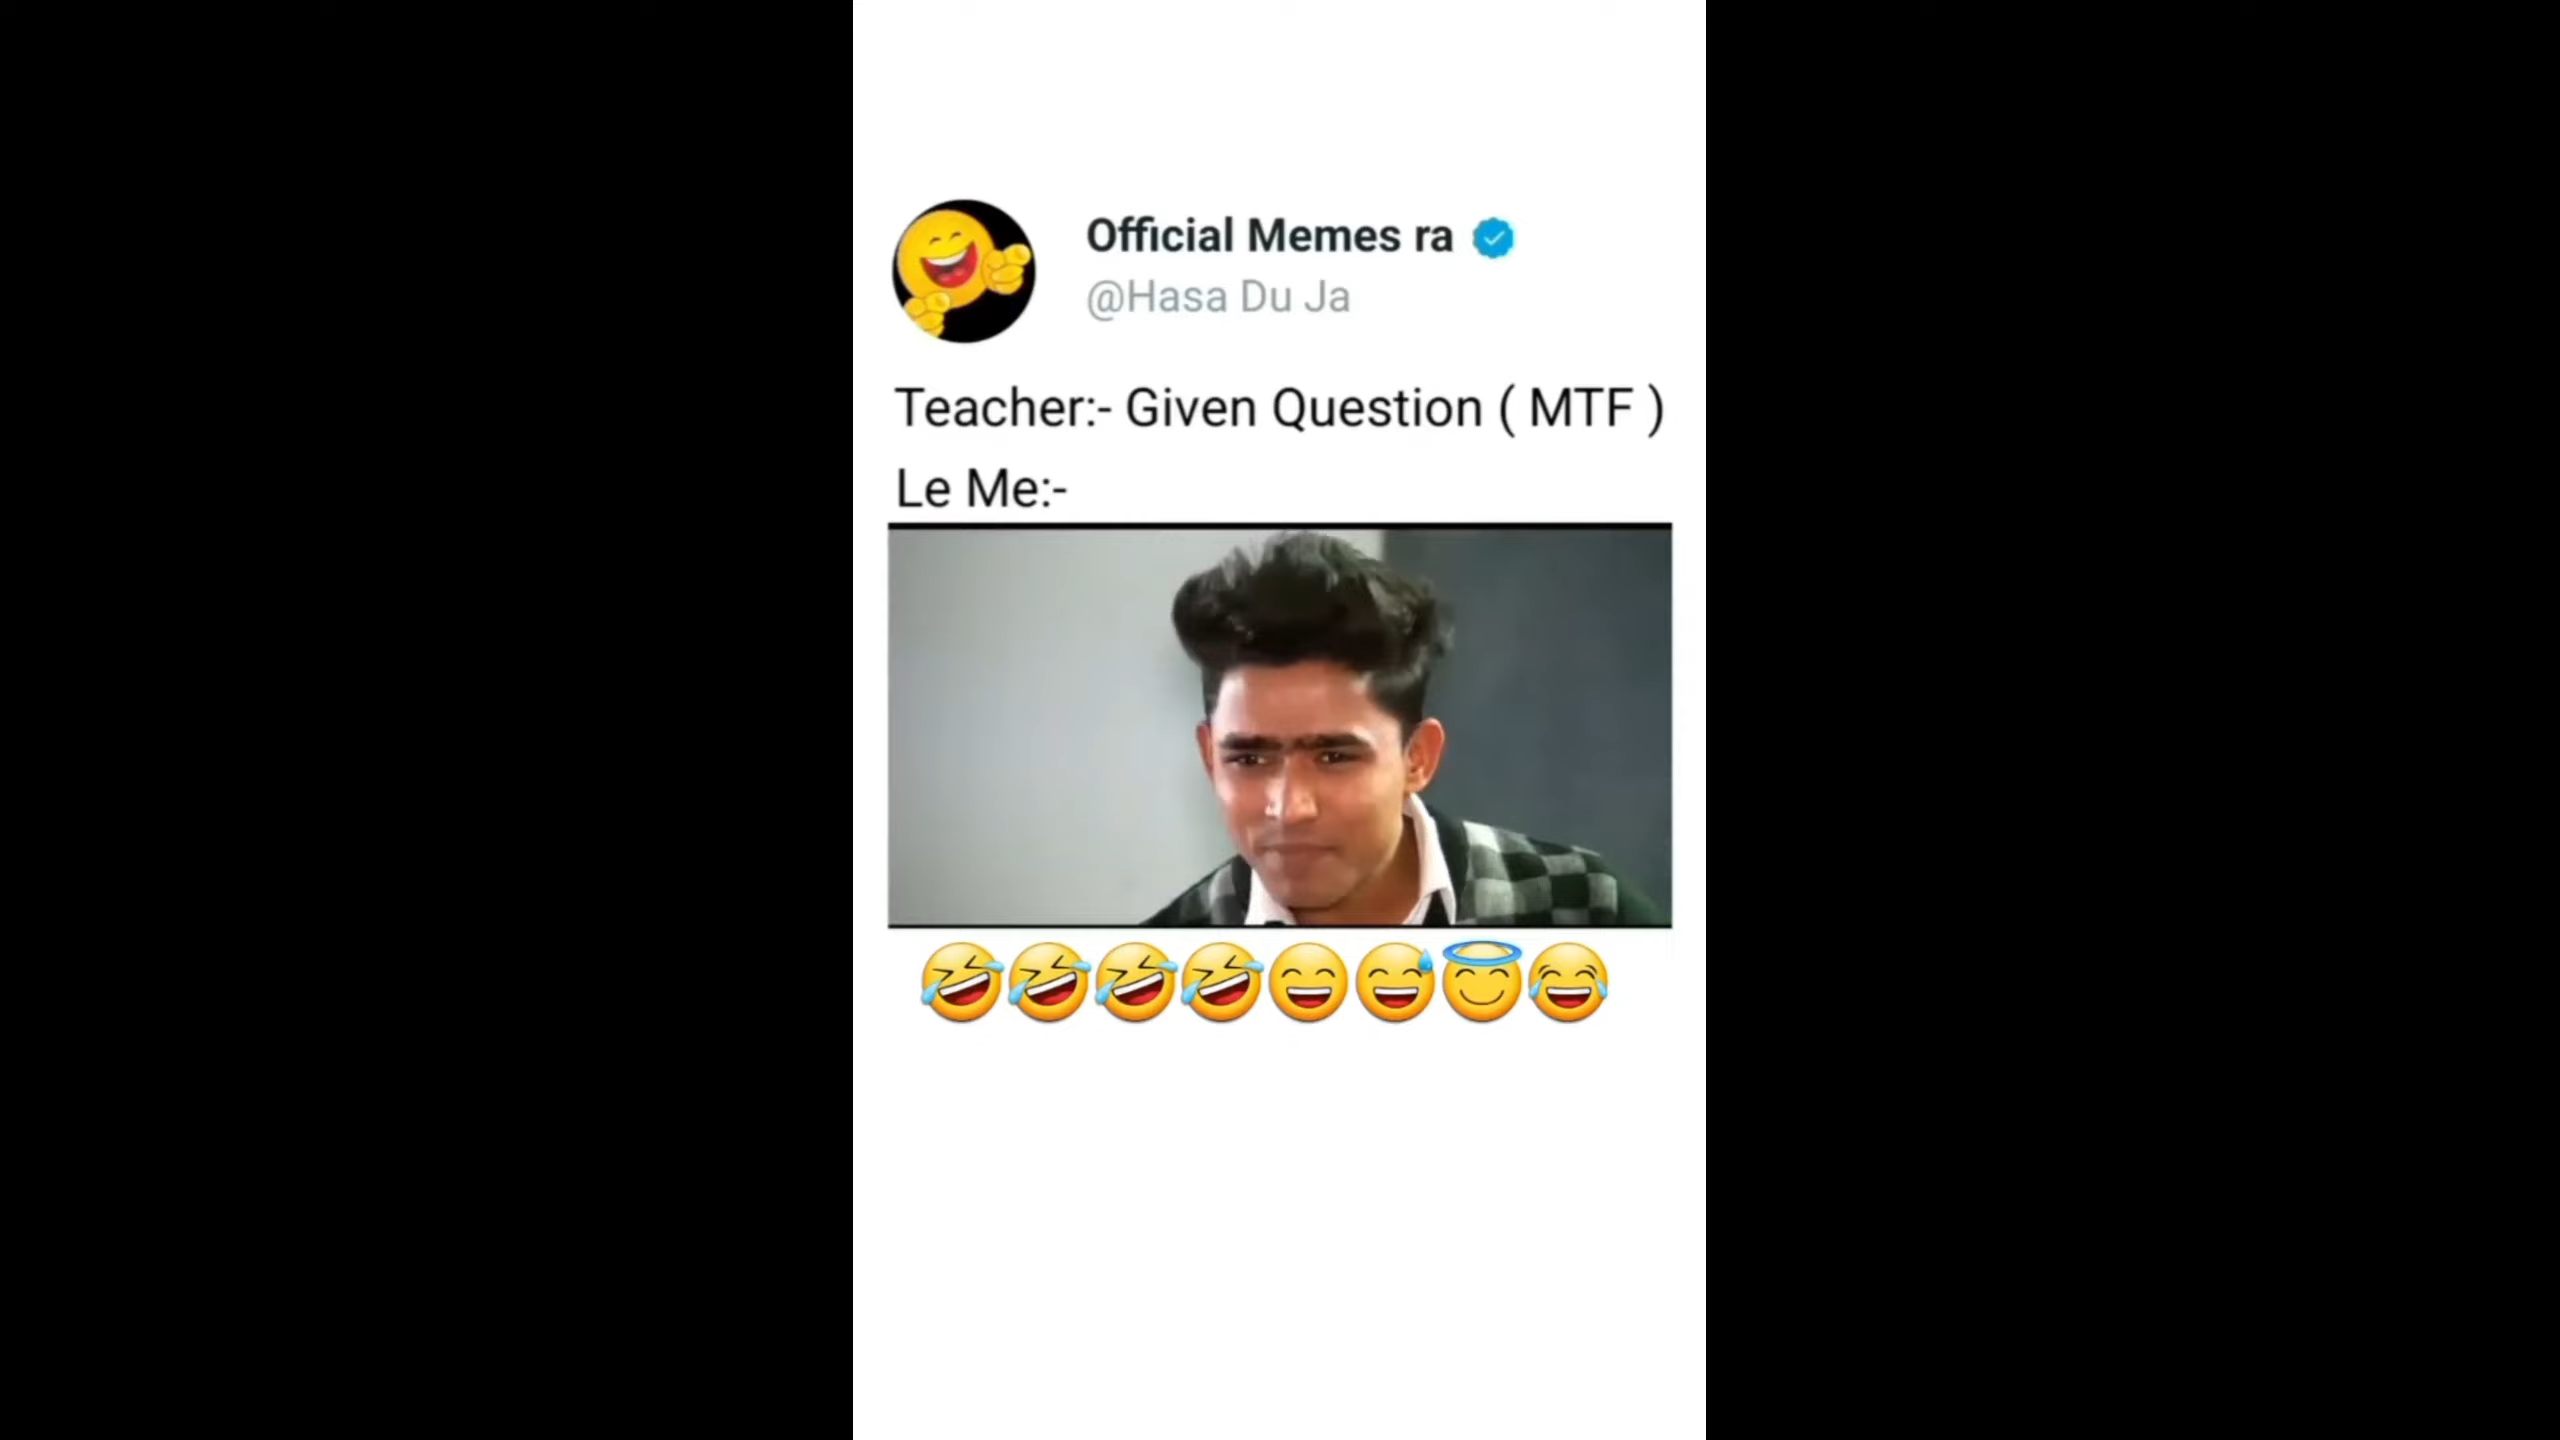 Official Memes ra
@Hasa Du Ja
Teacher:- Given Question ( MTF )
Le Me:-
🤣🤣🤣🤣😄😅😇😂